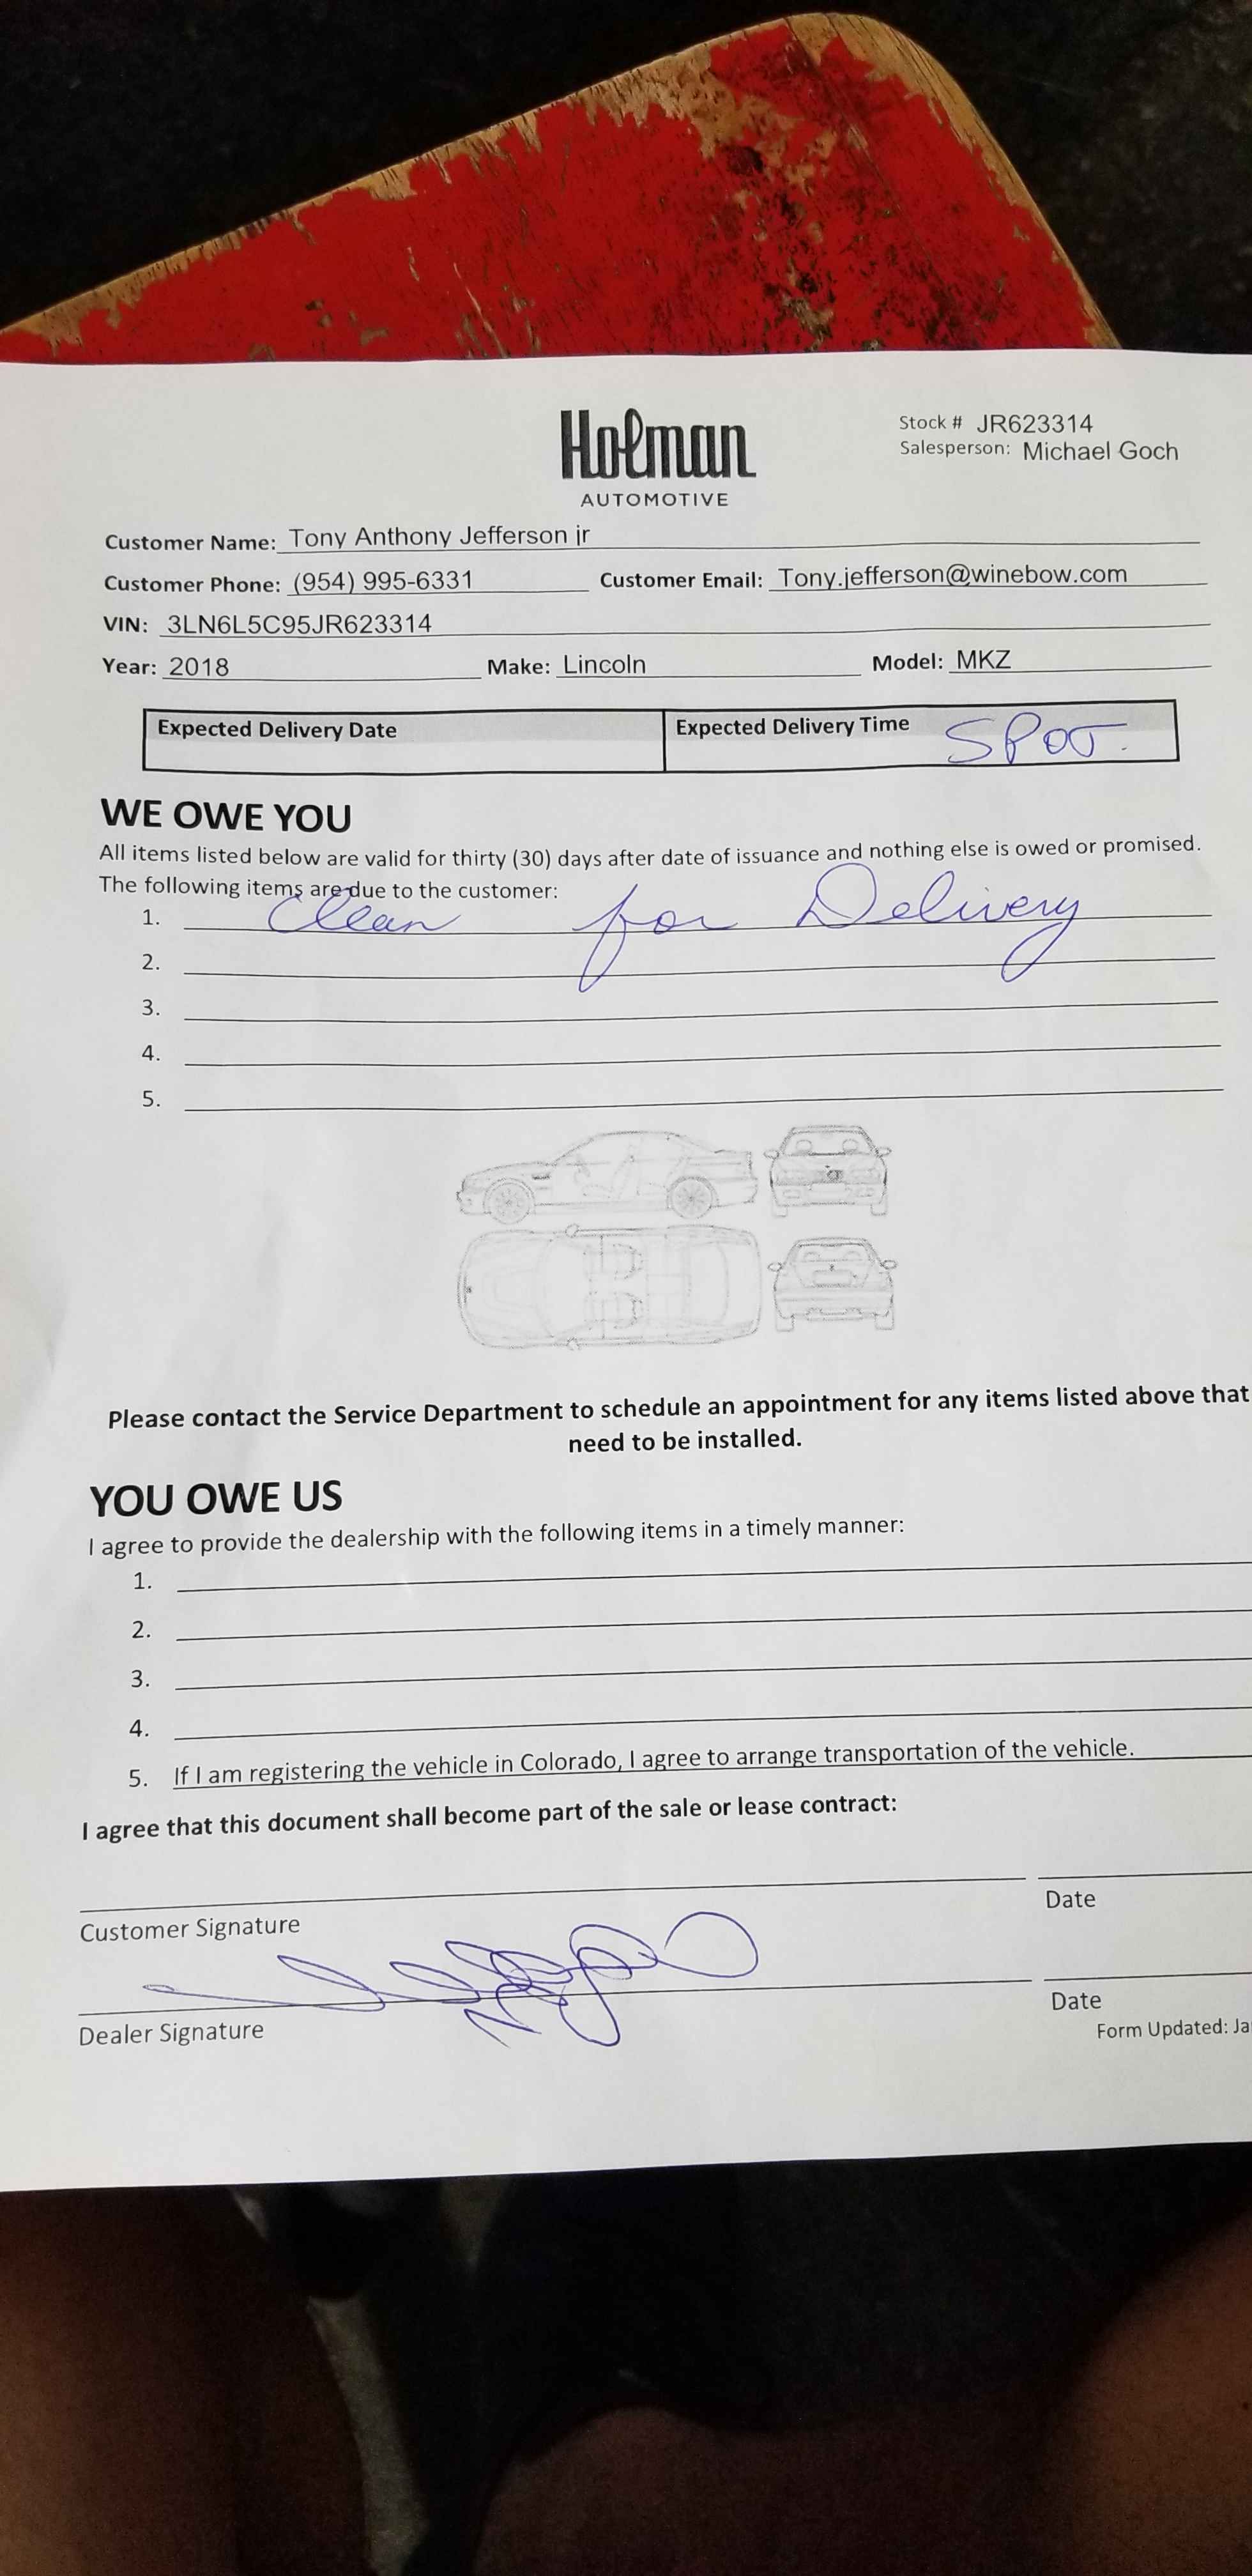 Holman
AUTOMOTIVE
Stock # JR623314
Salesperson: Michael Goch
Customer Name: Tony Anthony Jefferson jr
Customer Phone: (954) 995-6331 Customer Email: Tony.jefferson@winebow.com
VIN: 3LN6L5C95JR623314
Year: 2018 Make: Lincoln Model: MKZ
Expected Delivery Date Expected Delivery Time SPOT.
WE OWE YOU
All items listed below are valid for thirty (30) days after date of issuance and nothing else is owed or promised.
The following items are due to the customer:
1. Clean for Delivery
2.
3.
4.
5.
Please contact the Service Department to schedule an appointment for any items listed above that
need to be installed.
YOU OWE US
I agree to provide the dealership with the following items in a timely manner:
1.
2.
3.
4.
5. If I am registering the vehicle in Colorado, I agree to arrange transportation of the vehicle.
I agree that this document shall become part of the sale or lease contract:
Customer Signature Date
Dealer Signature Date
Form Updated: Ja